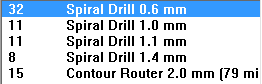 32 Spiral Drill 0.6 mm
11 Spiral Drill 1.0 mm
11 Spiral Drill 1.1 mm
8 Spiral Drill 1.4 mm
15 Contour Router 2.0 mm (79 mi